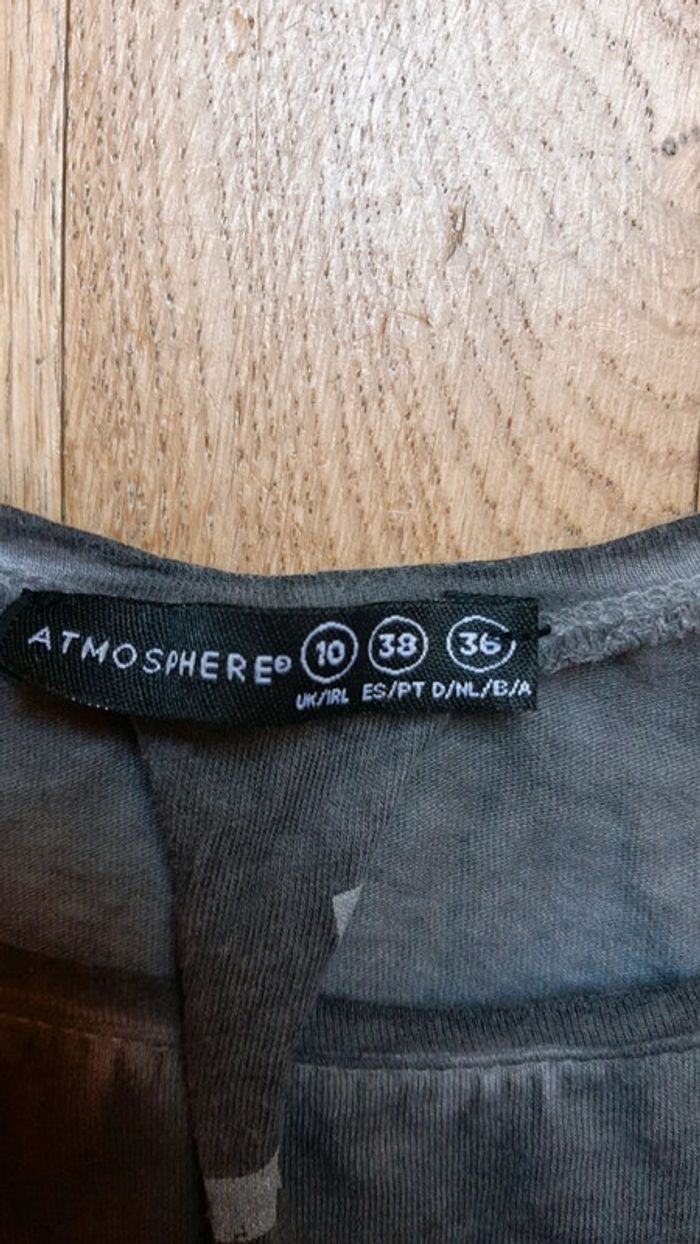 ATMOSPHERE® 10 38 36
UK/IRL ES/PT D/NL/B/A